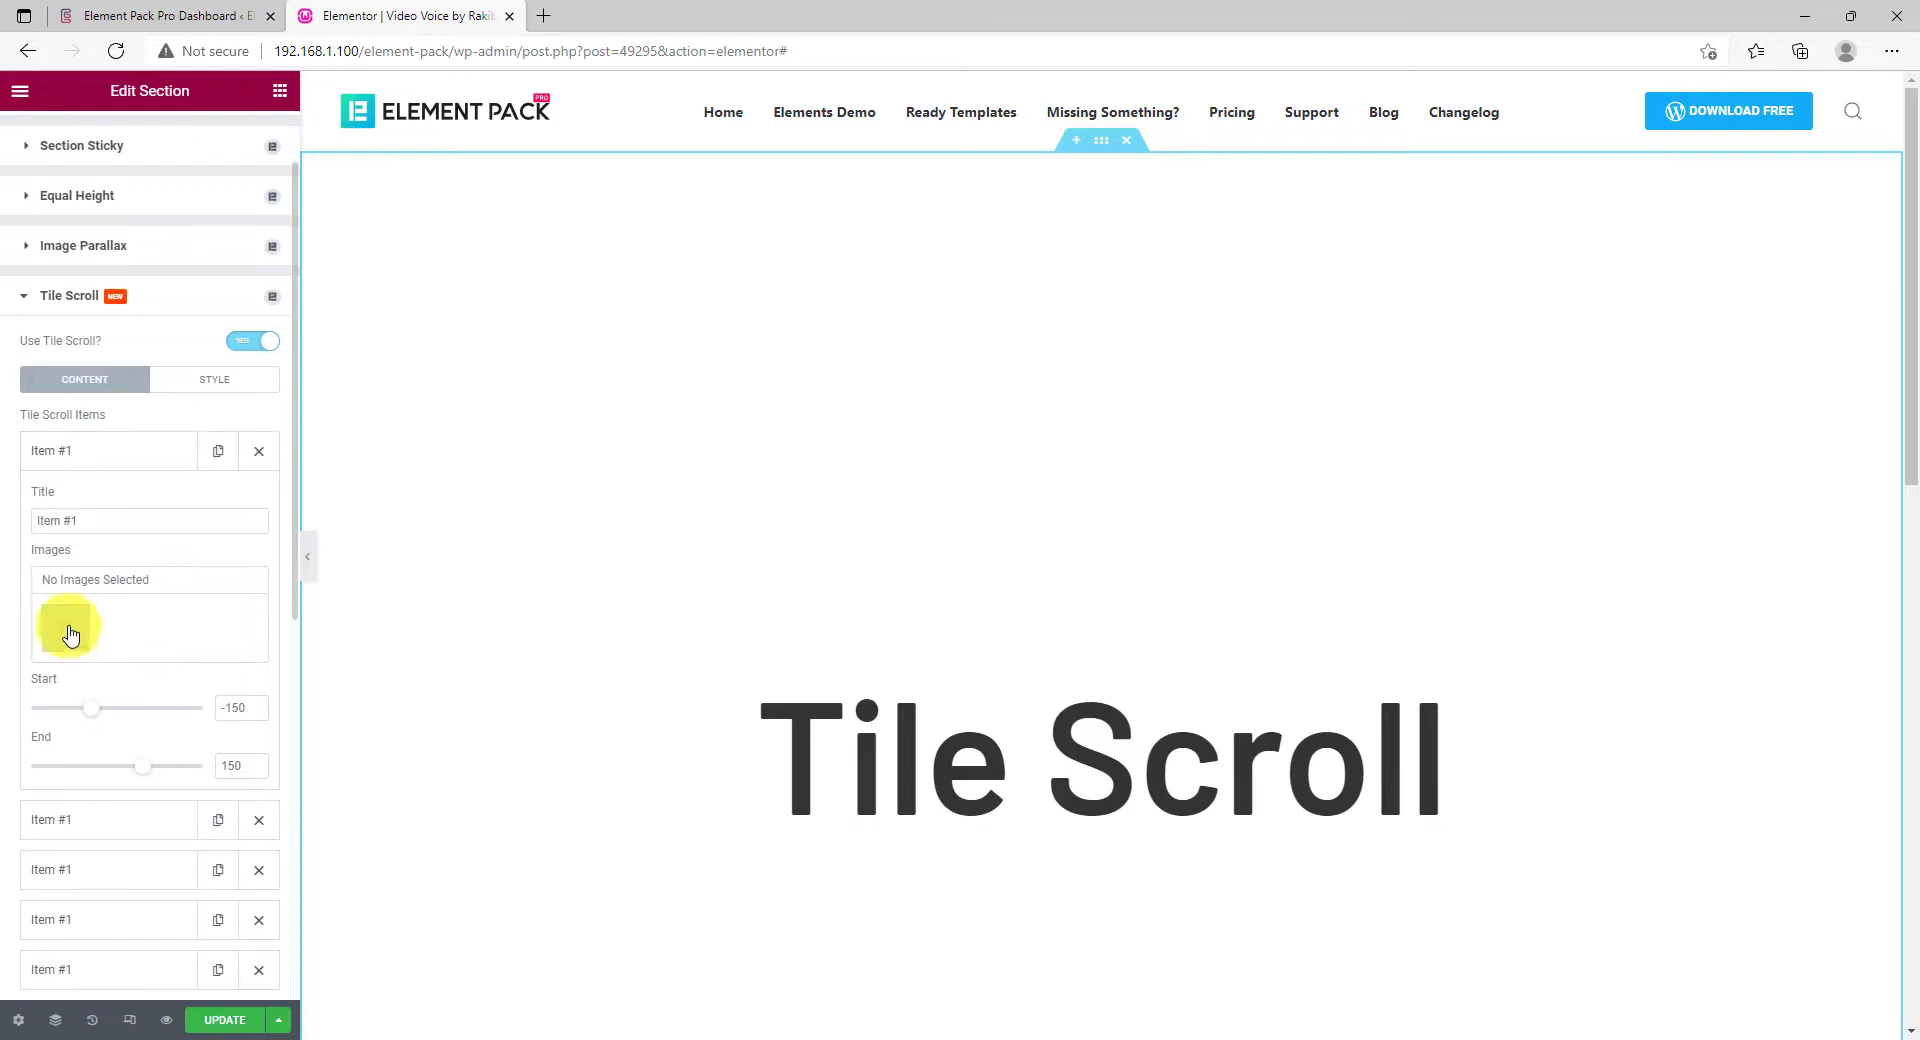 Element Pack Pro Dashboard ‹ El
Elementor | Video Voice by Rakib
Not secure
192.168.1.100/element-pack/wp-admin/post.php?post=49295&action=elementor#
Edit Section
Section Sticky
Equal Height
Image Parallax
Tile Scroll NEW
Use Tile Scroll?
YES
CONTENT
STYLE
Tile Scroll Items
Item #1
Title
Item #1
Images
No Images Selected
Start
-150
End
150
Item #1
Item #1
Item #1
Item #1
UPDATE
ELEMENT PACK PRO
Home
Elements Demo
Ready Templates
Missing Something?
Pricing
Support
Blog
Changelog
DOWNLOAD FREE
Tile Scroll